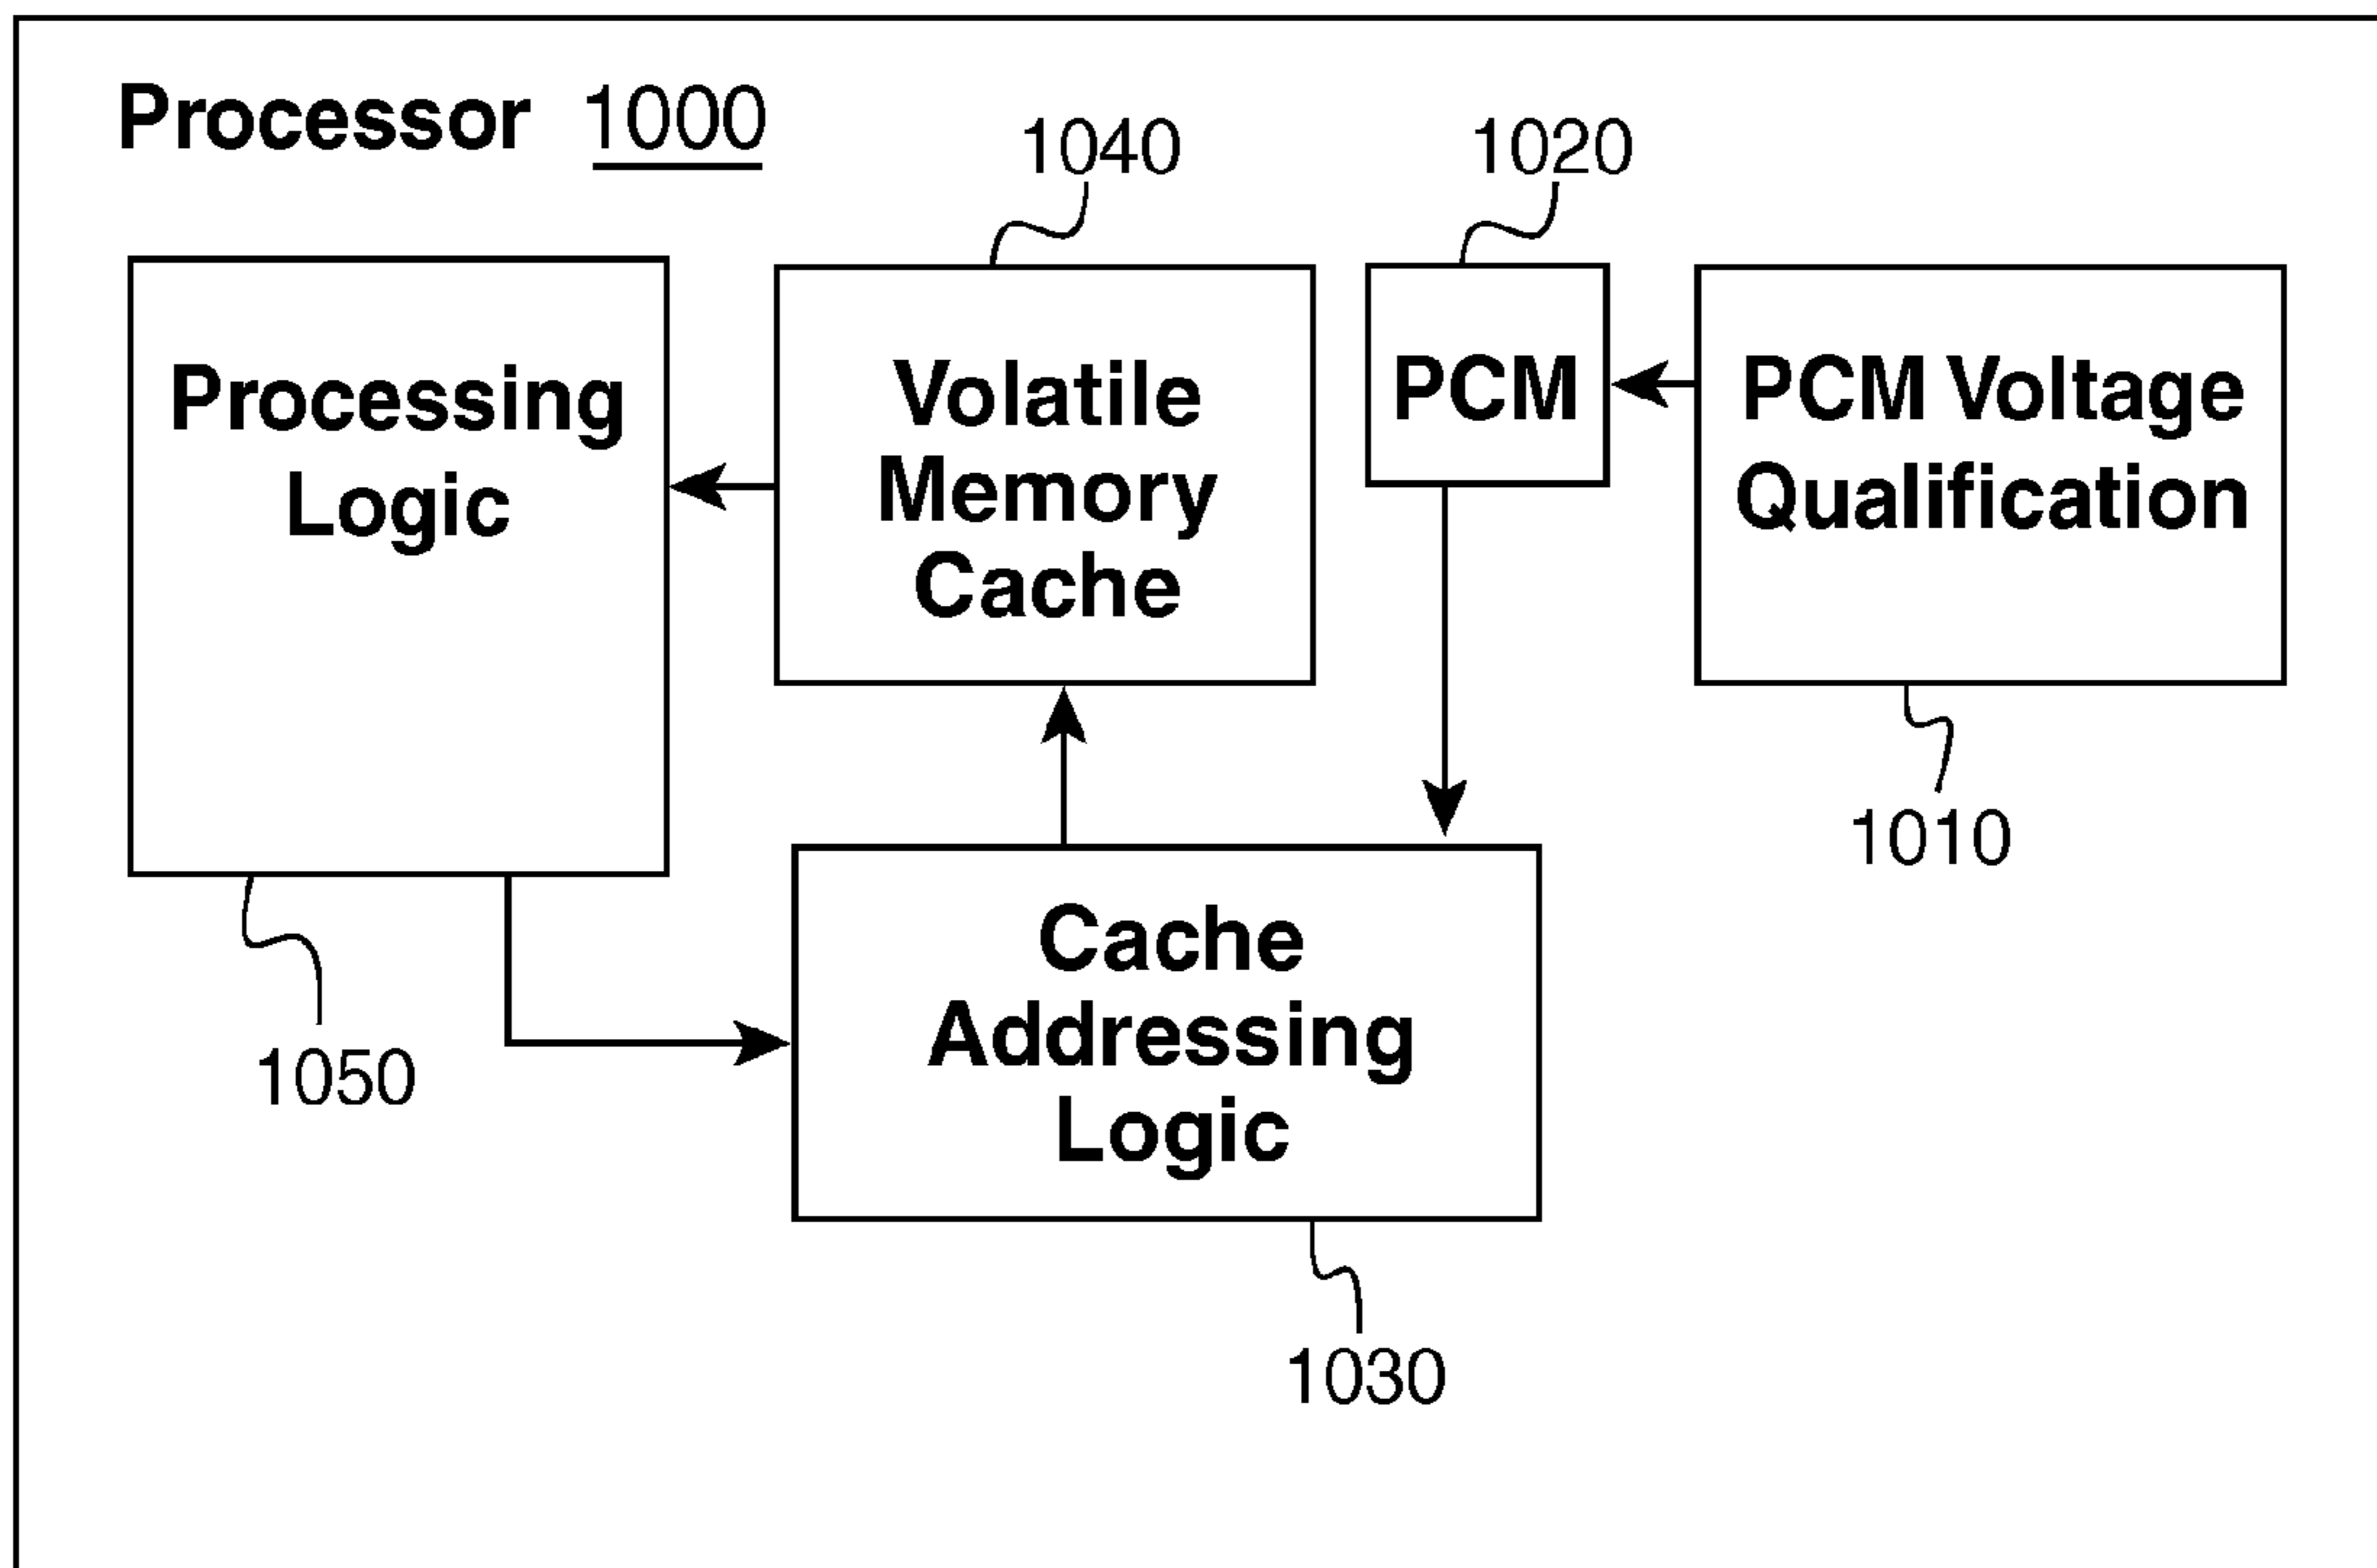 Processor 1000
1040
1020
Processing
Logic
Volatile
Memory
Cache
PCM
PCM Voltage
Qualification
1010
Cache
Addressing
Logic
1050
1030